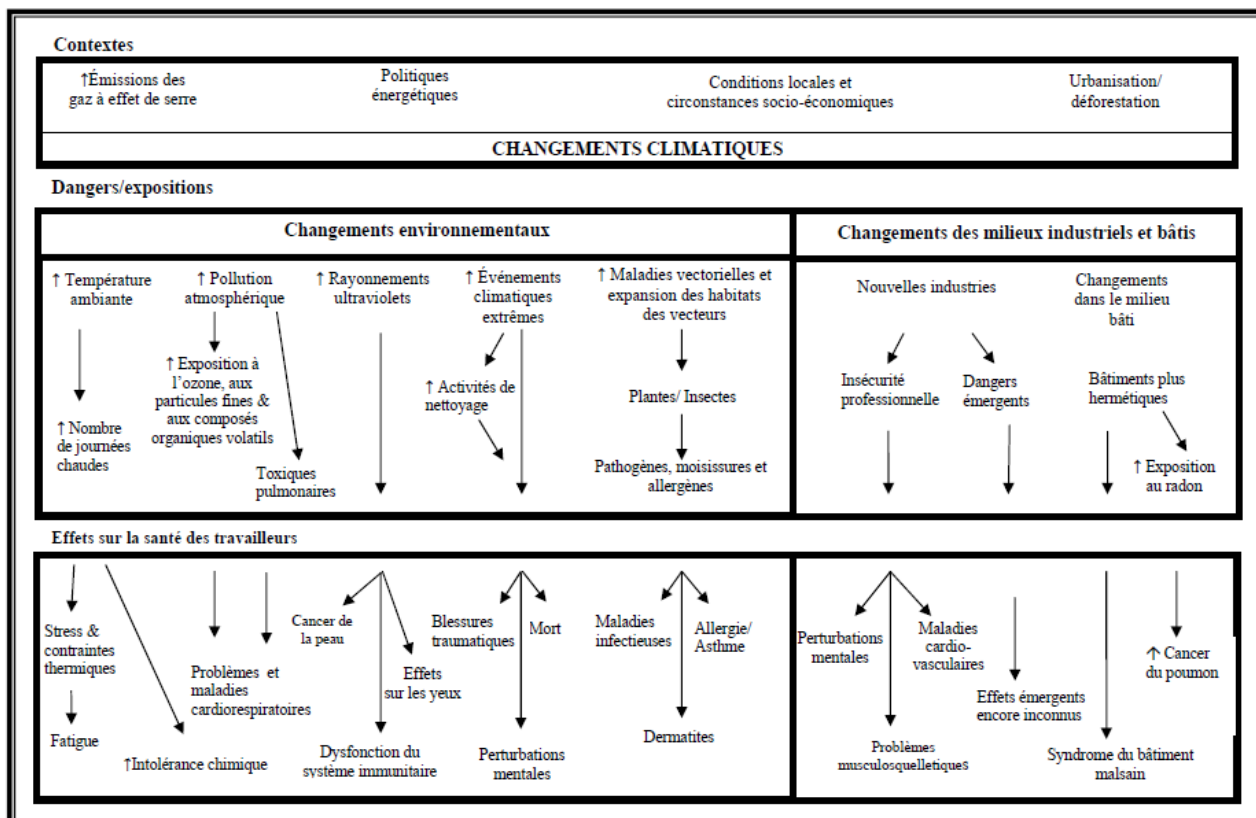 Contextes
↑Émissions des
gaz à effet de serre
Politiques
énergétiques
Conditions locales et
circonstances socio-économiques
Urbanisation/
déforestation
CHANGEMENTS CLIMATIQUES
Dangers/expositions
Changements environnementaux
Changements des milieux industriels et bâtis
↑ Température
ambiante
↑ Pollution
atmosphérique
↑ Rayonnements
ultraviolets
↑ Événements
climatiques
extrêmes
↑ Maladies vectorielles et
expansion des habitats
des vecteurs
Nouvelles industries
Changements
dans le milieu
bâti
↑ Exposition à
l’ozone, aux
particules fines &
aux composés
organiques volatils
↑ Activités de
nettoyage
Plantes/ Insectes
Insécurité
professionnelle
Dangers
émergents
Bâtiments plus
hermétiques
↑ Nombre
de journées
chaudes
Toxiques
pulmonaires
Pathogènes, moisissures et
allergènes
↑ Exposition
au radon
Effets sur la santé des travailleurs
Stress &
contraintes
thermiques
Fatigue
↑Intolérance chimique
Problèmes et
maladies
cardiorespiratoires
Cancer de
la peau
Effets
sur les yeux
Dysfonction du
système immunitaire
Blessures
traumatiques
Mort
Perturbations
mentales
Maladies
infectieuses
Allergie/
Asthme
Dermatites
Perturbations
mentales
Maladies
cardio-
vasculaires
Problèmes
musculosquelletiques
Effets émergents
encore inconnus
Syndrome du bâtiment
malsain
↑ Cancer
du poumon